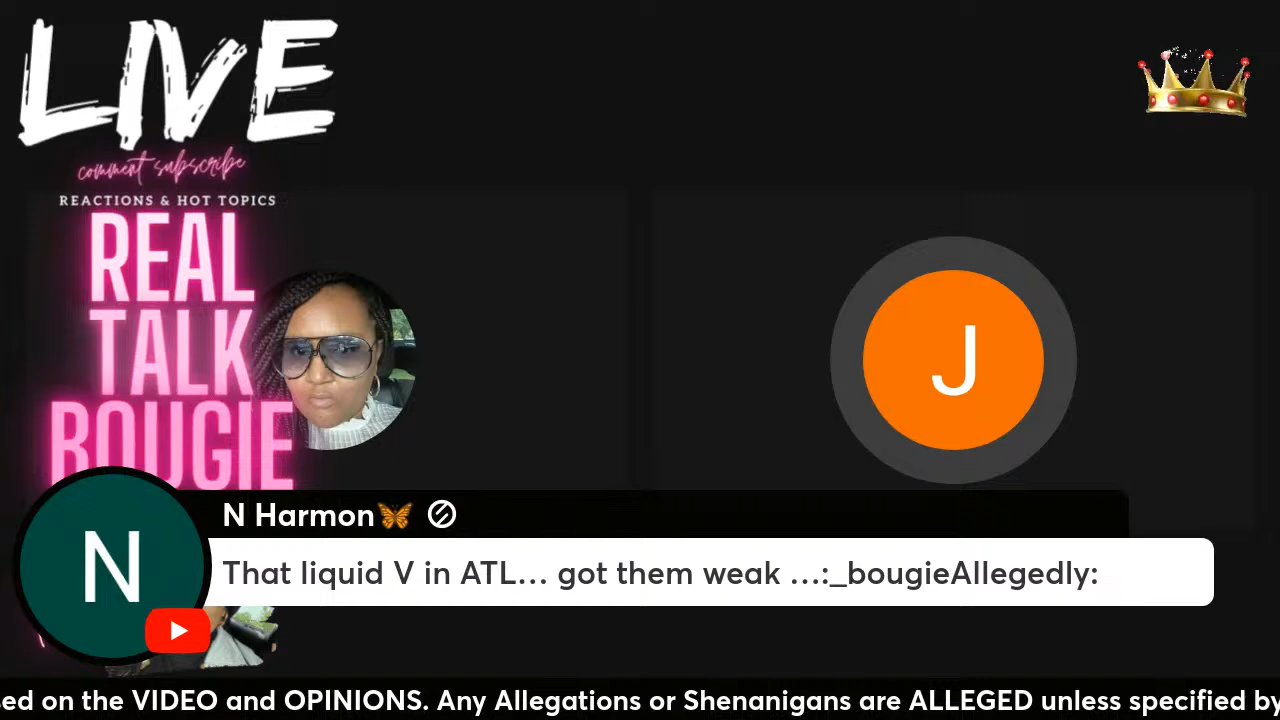 LIVE
comment subscribe
REACTIONS & HOT TOPICS
REAL
TALK
BOUGIE
J
N
N Harmon🦋
That liquid V in ATL... got them weak ...:_bougieAllegedly:
sed on the VIDEO and OPINIONS. Any Allegations or Shenanigans are ALLEGED unless specified by